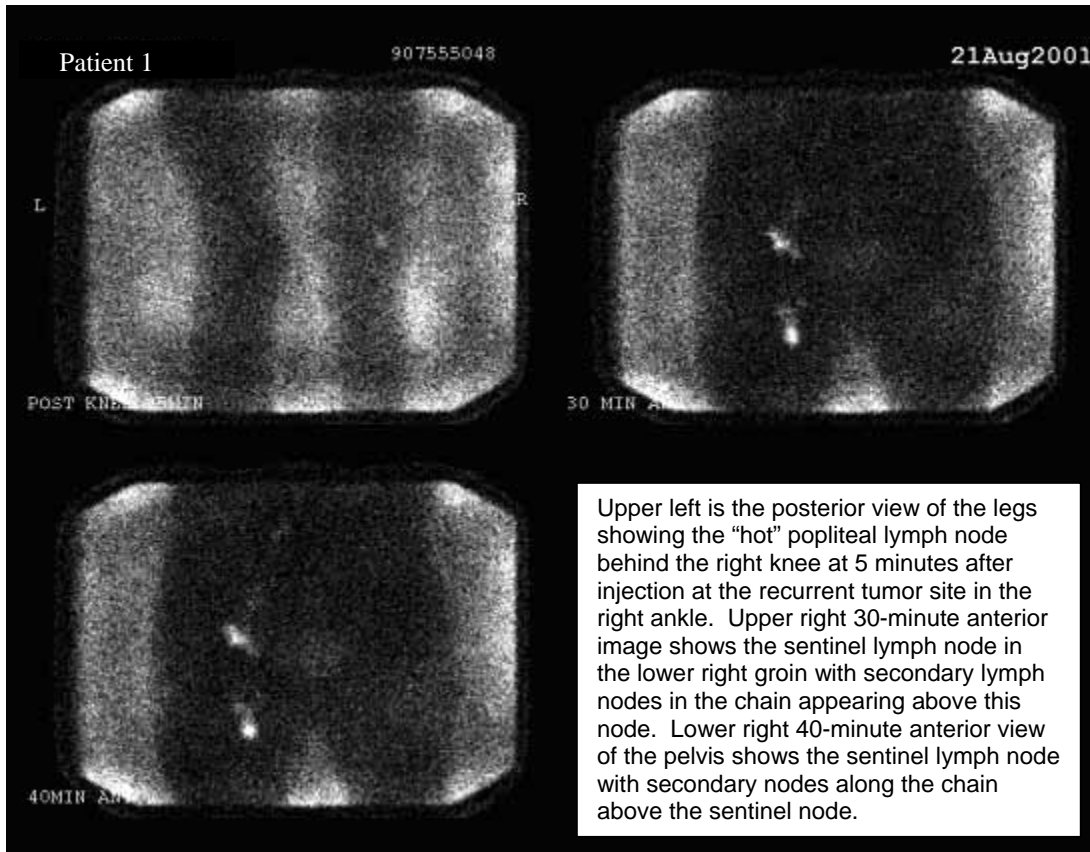 Patient 1
907555048
21Aug2001
L
R
POST KNEE 5MIN
30 MIN
40MIN
Upper left is the posterior view of the legs
showing the “hot” popliteal lymph node
behind the right knee at 5 minutes after
injection at the recurrent tumor site in the
right ankle.  Upper right 30-minute anterior
image shows the sentinel lymph node in
the lower right groin with secondary lymph
nodes in the chain appearing above this
node.  Lower right 40-minute anterior view
of the pelvis shows the sentinel lymph node
with secondary nodes along the chain
above the sentinel node.